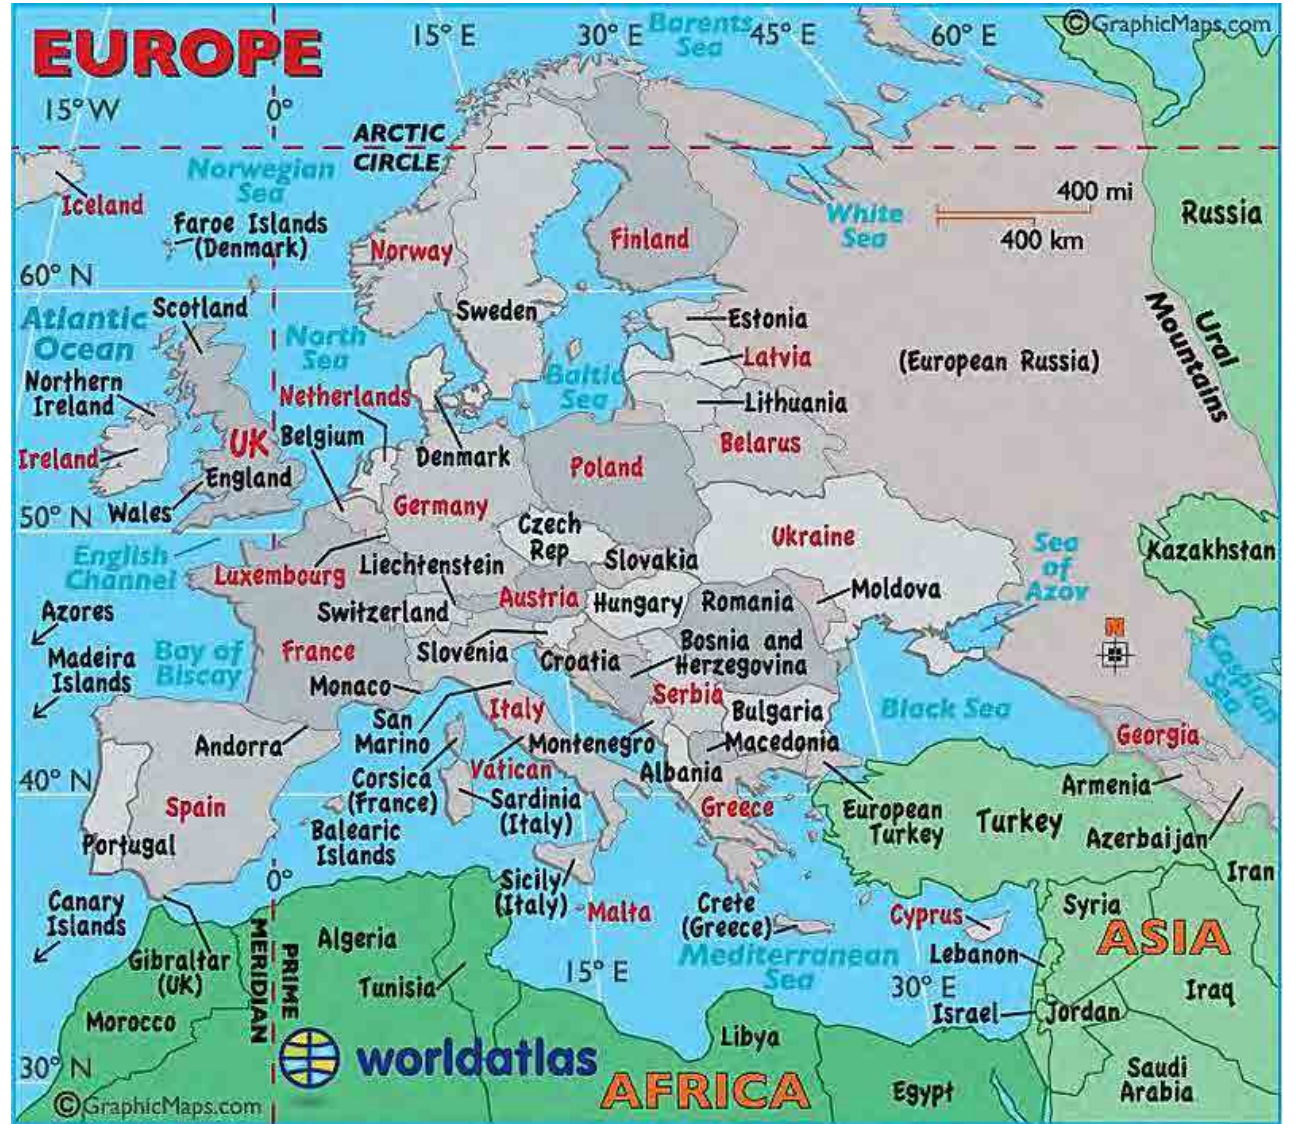 EUROPE
15° E
30° E
Barents
Sea
45° E
60° E
©GraphicMaps.com
15° W
0°
ARCTIC
CIRCLE
Norwegian
Sea
Iceland
Faroe Islands
(Denmark)
Norway
Finland
White
Sea
400 mi
400 km
Russia
60° N
Scotland
Atlantic
Ocean
North
Sea
Sweden
Estonia
Ural
Mountains
Latvia
(European Russia)
Northern
Ireland
Netherlands
Baltic
Sea
Lithuania
Ireland
UK
Belgium
Denmark
Poland
Belarus
England
Wales
Germany
50° N
Czech
Rep
Ukraine
Sea
of
Azov
Kazakhstan
English
Channel
Luxembourg
Liechtenstein
Slovakia
Austria
Hungary
Romania
Moldova
Switzerland
Azores
Madeira
Islands
Bay of
Biscay
France
Slovenia
Croatia
Bosnia and
Herzegovina
N
Caspian
Sea
Monaco
Serbia
Italy
San
Marino
Bulgaria
Black Sea
Andorra
Montenegro
Macedonia
Georgia
40° N
Corsica
(France)
Vatican
Albania
Armenia
Spain
Sardinia
(Italy)
Greece
European
Turkey
Turkey
Azerbaijan
Portugal
Balearic
Islands
Iran
0°
Canary
Islands
Sicily
(Italy)
Malta
Crete
(Greece)
Cyprus
Syria
ASIA
Gibraltar
(UK)
PRIME
MERIDIAN
Algeria
Mediterranean
Sea
Lebanon
15° E
30° E
Tunisia
Iraq
Morocco
Israel
Jordan
Libya
30° N
worldatlas
AFRICA
Egypt
Saudi
Arabia
©GraphicMaps.com